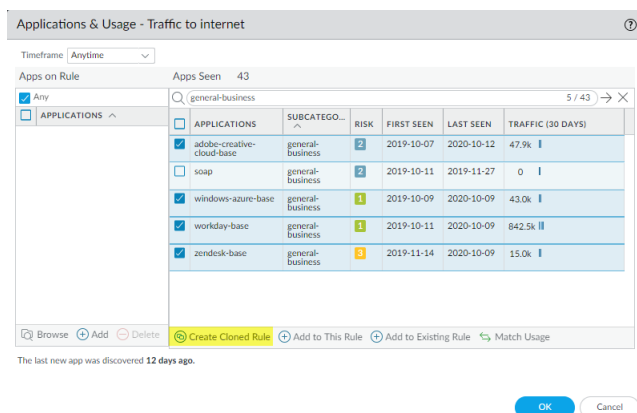 Applications & Usage - Traffic to internet
Timeframe Anytime
Apps on Rule
Apps Seen 43
Any
general-business 5 / 43
APPLICATIONS
APPLICATIONS SUBCATEGO... RISK FIRST SEEN LAST SEEN TRAFFIC (30 DAYS)
adobe-creative-cloud-base general-business 2 2019-10-07 2020-10-12 47.9k
soap general-business 2 2019-10-11 2019-11-27 0
windows-azure-base general-business 1 2019-10-09 2020-10-09 43.0k
workday-base general-business 1 2019-10-11 2020-10-09 842.5k
zendesk-base general-business 3 2019-11-14 2020-10-09 15.0k
Browse Add Delete
Create Cloned Rule Add to This Rule Add to Existing Rule Match Usage
The last new app was discovered 12 days ago.
OK Cancel